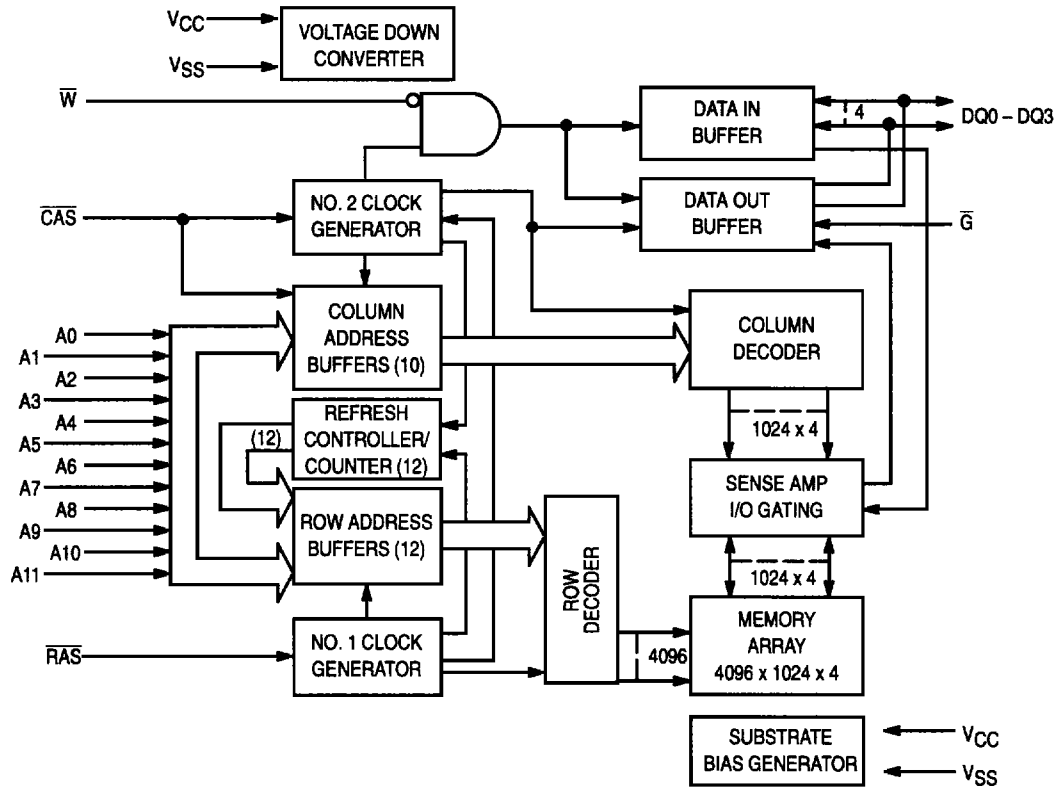 VCC
VSS
VOLTAGE DOWN
CONVERTER
W̅
DATA IN
BUFFER
4
DQ0 – DQ3
NO. 2 CLOCK
GENERATOR
C̅A̅S̅
DATA OUT
BUFFER
G̅
COLUMN
ADDRESS
BUFFERS (10)
COLUMN
DECODER
A0
A1
A2
A3
A4
A5
A6
A7
A8
A9
A10
A11
(12)
REFRESH
CONTROLLER/
COUNTER (12)
1024 x 4
SENSE AMP
I/O GATING
ROW ADDRESS
BUFFERS (12)
ROW
DECODER
1024 x 4
R̅A̅S̅
NO. 1 CLOCK
GENERATOR
4096
MEMORY
ARRAY
4096 x 1024 x 4
SUBSTRATE
BIAS GENERATOR
VCC
VSS